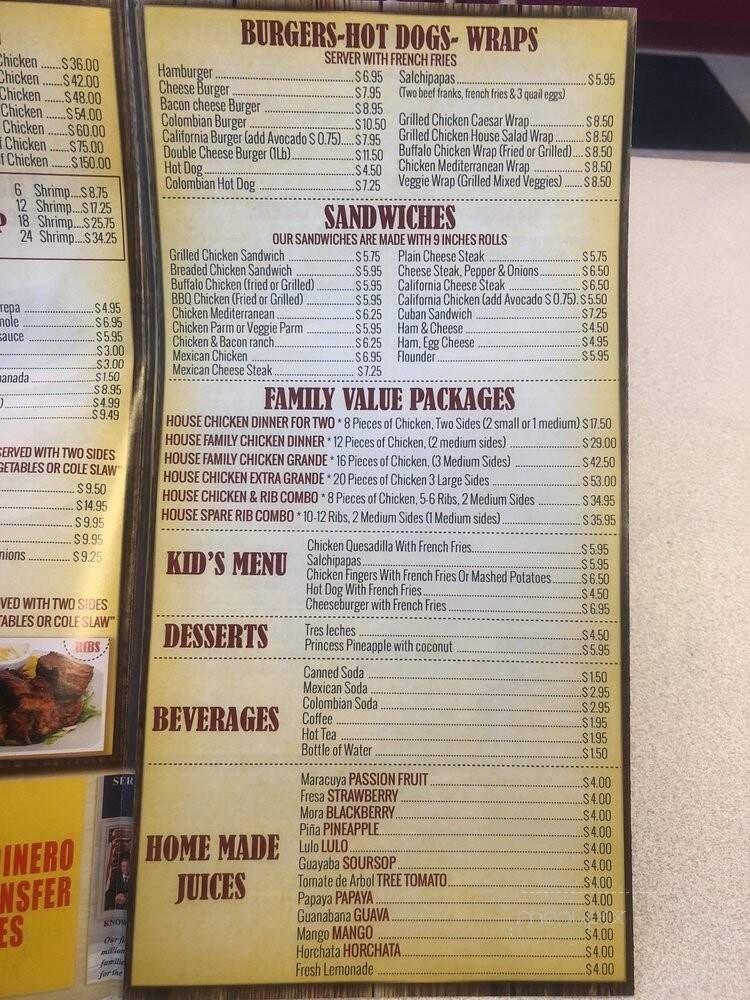 Chicken ......$36.00
Chicken ......$42.00
Chicken ......$48.00
Chicken ......$54.00
Chicken ......$60.00
Chicken ......$75.00
Chicken ......$150.00
6 Shrimp....$8.75
12 Shrimp....$17.25
18 Shrimp....$25.75
24 Shrimp....$34.25
$4.95
$6.95
sauce $5.95
$3.00
$3.00
$1.50
$8.95
$4.99
$9.49
SERVED WITH TWO SIDES
OR COLE SLAW"
$9.50
$14.95
$9.95
$9.95
$9.25
WITH TWO SIDES
OR COLE SLAW"
RIBS
BURGERS-HOT DOGS- WRAPS
SERVER WITH FRENCH FRIES
Hamburger $6.95
Cheese Burger $7.95
Bacon cheese Burger $8.95
Colombian Burger $10.50
California Burger (add Avocado $ 0.75) $7.95
Double Cheese Burger (1Lb) $11.50
Hot Dog $4.50
Colombian Hot Dog $7.25
Salchipapas $5.95
(Two beef franks, french fries & 3 quail eggs)
Grilled Chicken Caesar Wrap $8.50
Grilled Chicken House Salad Wrap $8.50
Buffalo Chicken Wrap (Fried or Grilled) $8.50
Chicken Mediterranean Wrap $8.50
Veggie Wrap (Grilled Mixed Veggies) $8.50
SANDWICHES
OUR SANDWICHES ARE MADE WITH 9 INCHES ROLLS
Grilled Chicken Sandwich $5.75
Breaded Chicken Sandwich $5.95
Buffalo Chicken (fried or Grilled) $5.95
BBQ Chicken (Fried or Grilled) $5.95
Chicken Mediterranean $6.25
Chicken Parm or Veggie Parm $5.95
Chicken & Bacon ranch $6.25
Mexican Chicken $6.95
Mexican Cheese Steak $7.25
Plain Cheese Steak $5.75
Cheese Steak, Pepper & Onions $6.50
California Cheese Steak $6.50
California Chicken (add Avocado $ 0.75). $5.50
Cuban Sandwich $7.25
Ham & Cheese $4.50
Ham, Egg Cheese $4.95
Flounder $5.95
FAMILY VALUE PACKAGES
HOUSE CHICKEN DINNER FOR TWO * 8 Pieces of Chicken, Two Sides (2 small or 1 medium) $17.50
HOUSE FAMILY CHICKEN DINNER * 12 Pieces of Chicken, (2 medium sides) $29.00
HOUSE FAMILY CHICKEN GRANDE * 16 Pieces of Chicken, (3 Medium Sides) $42.50
HOUSE CHICKEN EXTRA GRANDE * 20 Pieces of Chicken 3 Large Sides $53.00
HOUSE CHICKEN & RIB COMBO * 8 Pieces of Chicken, 5-6 Ribs, 2 Medium Sides $34.95
HOUSE SPARE RIB COMBO * 10-12 Ribs, 2 Medium Sides (1 Medium sides) $35.95
KID'S MENU
Chicken Quesadilla With French Fries $5.95
Salchipapas $5.95
Chicken Fingers With French Fries Or Mashed Potatoes $6.50
Hot Dog With French Fries $4.50
Cheeseburger with French Fries $6.95
DESSERTS
Tres leches $4.50
Princess Pineapple with coconut $5.95
BEVERAGES
Canned Soda $1.50
Mexican Soda $2.95
Colombian Soda $2.95
Coffee $1.95
Hot Tea $1.95
Bottle of Water $1.50
HOME MADE
JUICES
Maracuya PASSION FRUIT $4.00
Fresa STRAWBERRY $4.00
Mora BLACKBERRY $4.00
Piña PINEAPPLE $4.00
Lulo LULO $4.00
Guayaba SOURSOP $4.00
Tomate de Arbol TREE TOMATO $4.00
Papaya PAPAYA $4.00
Guanabana GUAVA $4.00
Mango MANGO $4.00
Horchata HORCHATA $4.00
Fresh Lemonade $4.00